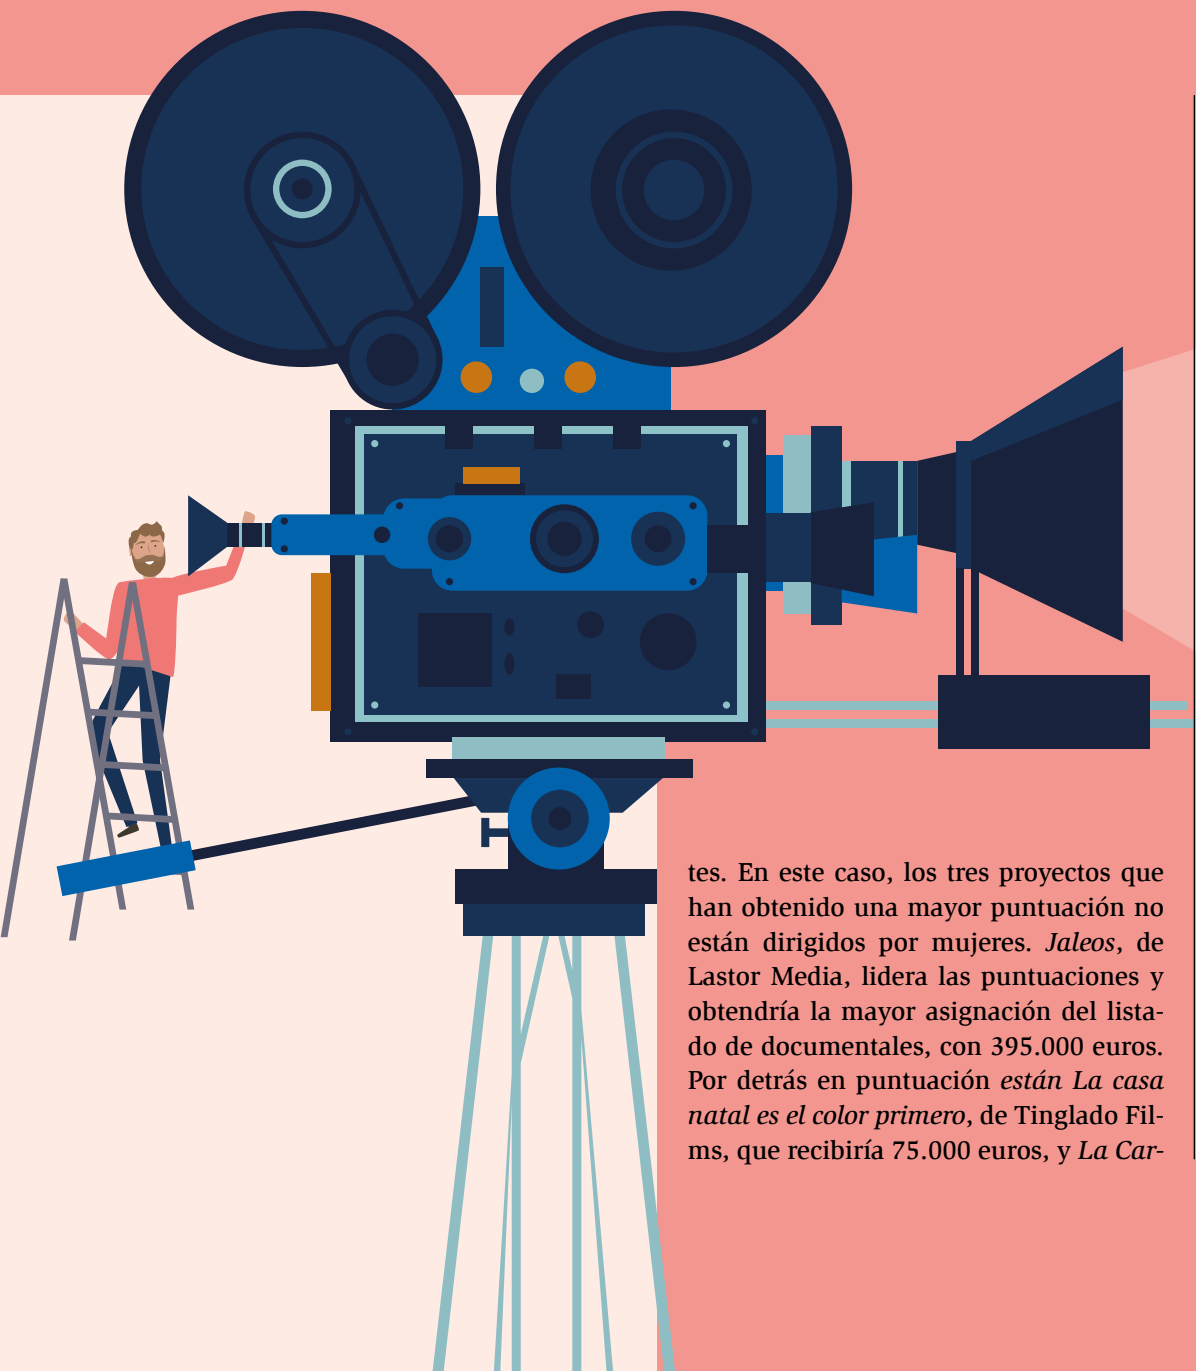 tes. En este caso, los tres proyectos que
han obtenido una mayor puntuación no
están dirigidos por mujeres. Jaleos, de
Lastor Media, lidera las puntuaciones y
obtendría la mayor asignación del lista-
do de documentales, con 395.000 euros.
Por detrás en puntuación están La casa
natal es el color primero, de Tinglado Fil-
ms, que recibiría 75.000 euros, y La Car-